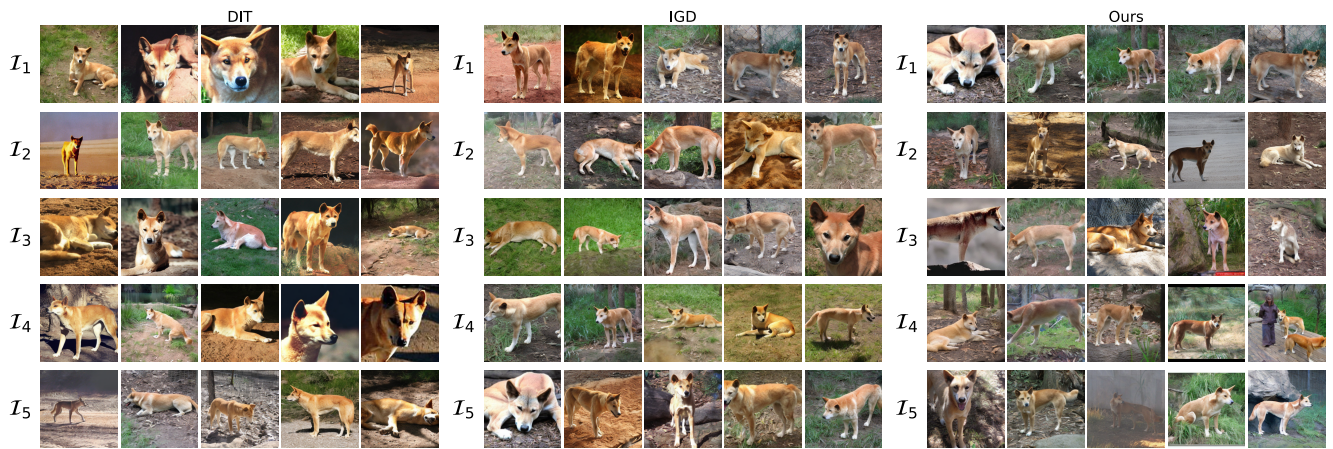 DIT IGD Ours
I1 I1 I1
I2 I2 I2
I3 I3 I3
I4 I4 I4
I5 I5 I5